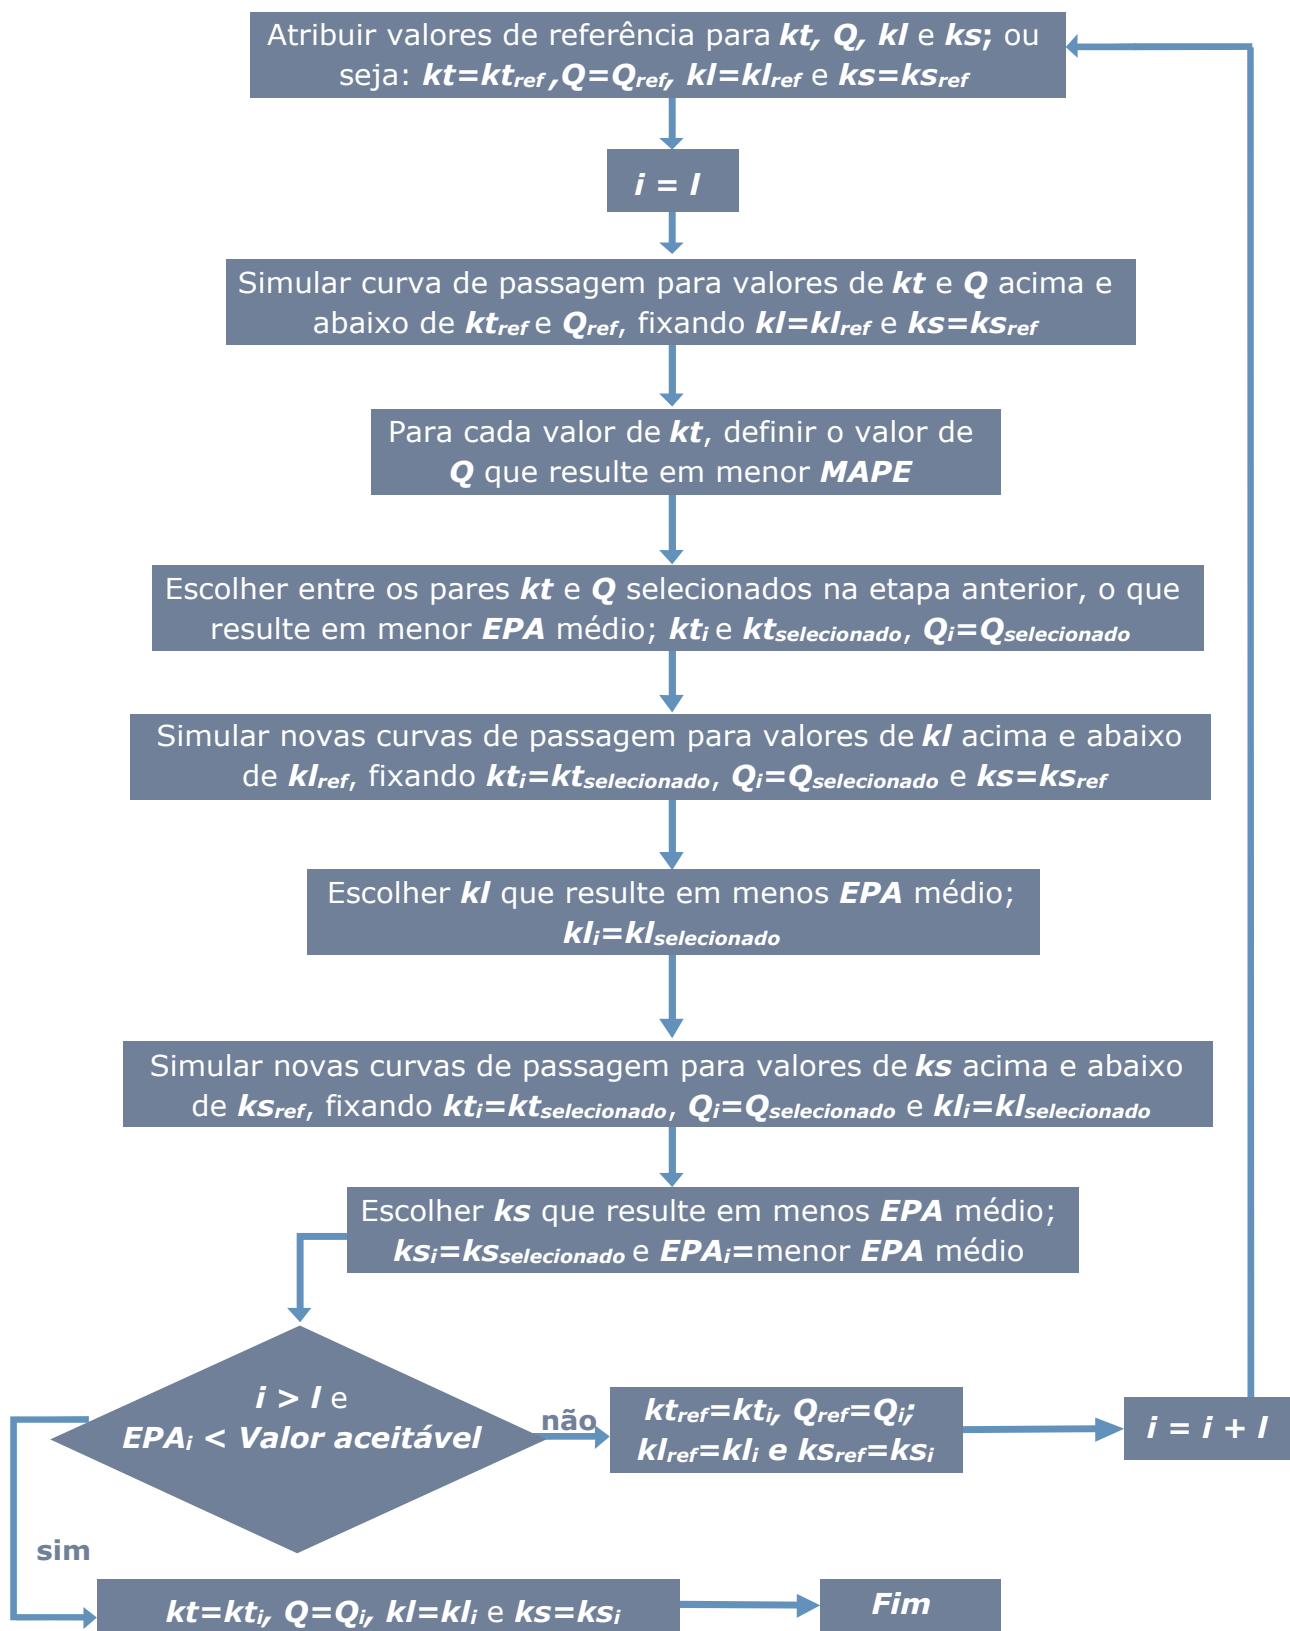 Atribuir valores de referência para kt, Q, kl e ks; ou
seja: kt=ktref ,Q=Qref, kl=klref e ks=ksref
i = l
Simular curva de passagem para valores de kt e Q acima e
abaixo de ktref e Qref, fixando kl=klref e ks=ksref
Para cada valor de kt, definir o valor de
Q que resulte em menor MAPE
Escolher entre os pares kt e Q selecionados na etapa anterior, o que
resulte em menor EPA médio; kti e ktselecionado, Qi=Qselecionado
Simular novas curvas de passagem para valores de kl acima e abaixo
de klref, fixando kti=ktselecionado, Qi=Qselecionado e ks=ksref
Escolher kl que resulte em menos EPA médio;
kli=klselecionado
Simular novas curvas de passagem para valores de ks acima e abaixo
de ksref, fixando kti=ktselecionado, Qi=Qselecionado e kli=klselecionado
Escolher ks que resulte em menos EPA médio;
ksi=ksselecionado e EPAi=menor EPA médio
i > l e
EPAi < Valor aceitável
não
ktref=kti, Qref=Qi;
klref=kli e ksref=ksi
i = i + l
sim
kt=kti, Q=Qi, kl=kli e ks=ksi
Fim